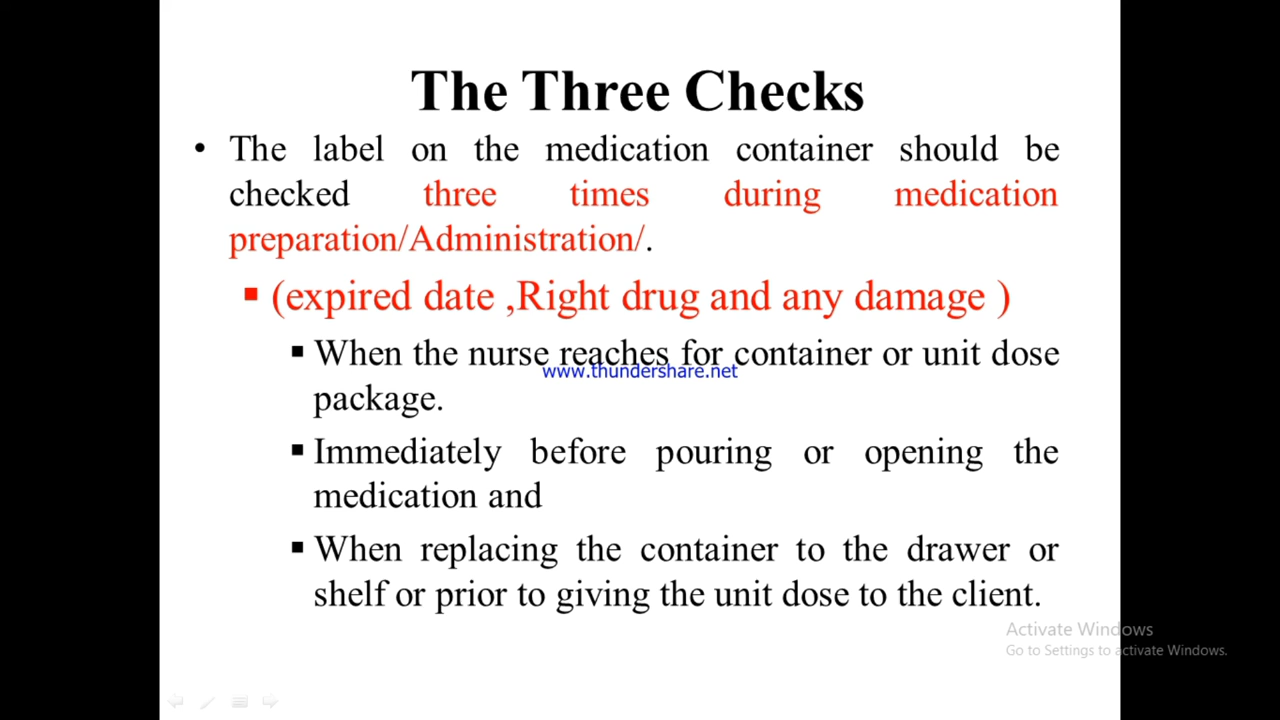 The Three Checks
• The label on the medication container should be
checked three times during medication
preparation/Administration/.
▪ (expired date ,Right drug and any damage )
▪ When the nurse reaches for container or unit dose
www.thundershare.net
package.
▪ Immediately before pouring or opening the
medication and
▪ When replacing the container to the drawer or
shelf or prior to giving the unit dose to the client.
Activate Windows
Go to Settings to activate Windows.